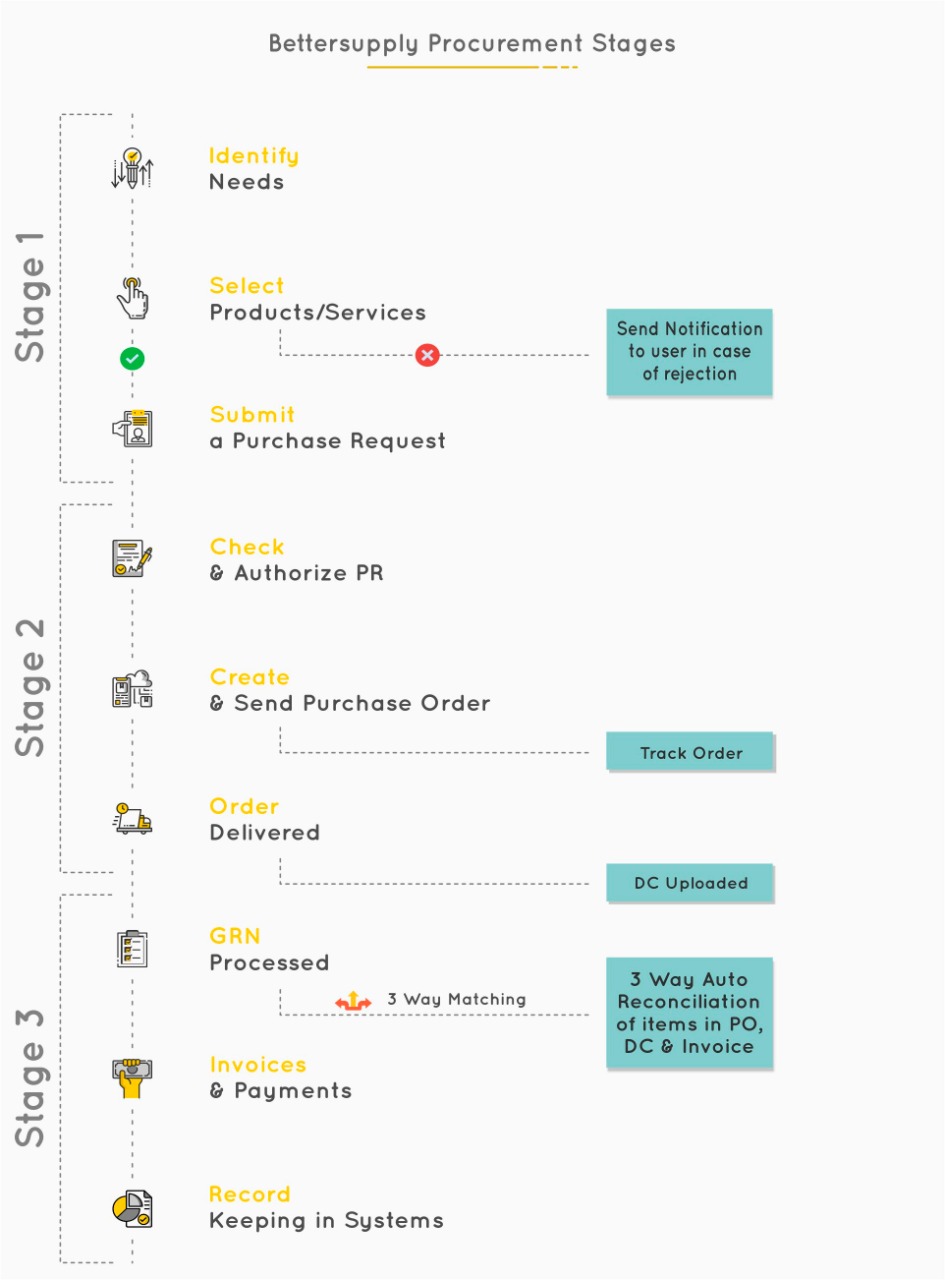 Bettersupply Procurement Stages
Stage 1
Identify
Needs
Select
Products/Services
Send Notification
to user in case
of rejection
Submit
a Purchase Request
Stage 2
Check
& Authorize PR
Create
& Send Purchase Order
Track Order
Order
Delivered
DC Uploaded
Stage 3
GRN
Processed
3 Way Matching
3 Way Auto
Reconciliation
of items in PO,
DC & Invoice
Invoices
& Payments
Record
Keeping in Systems